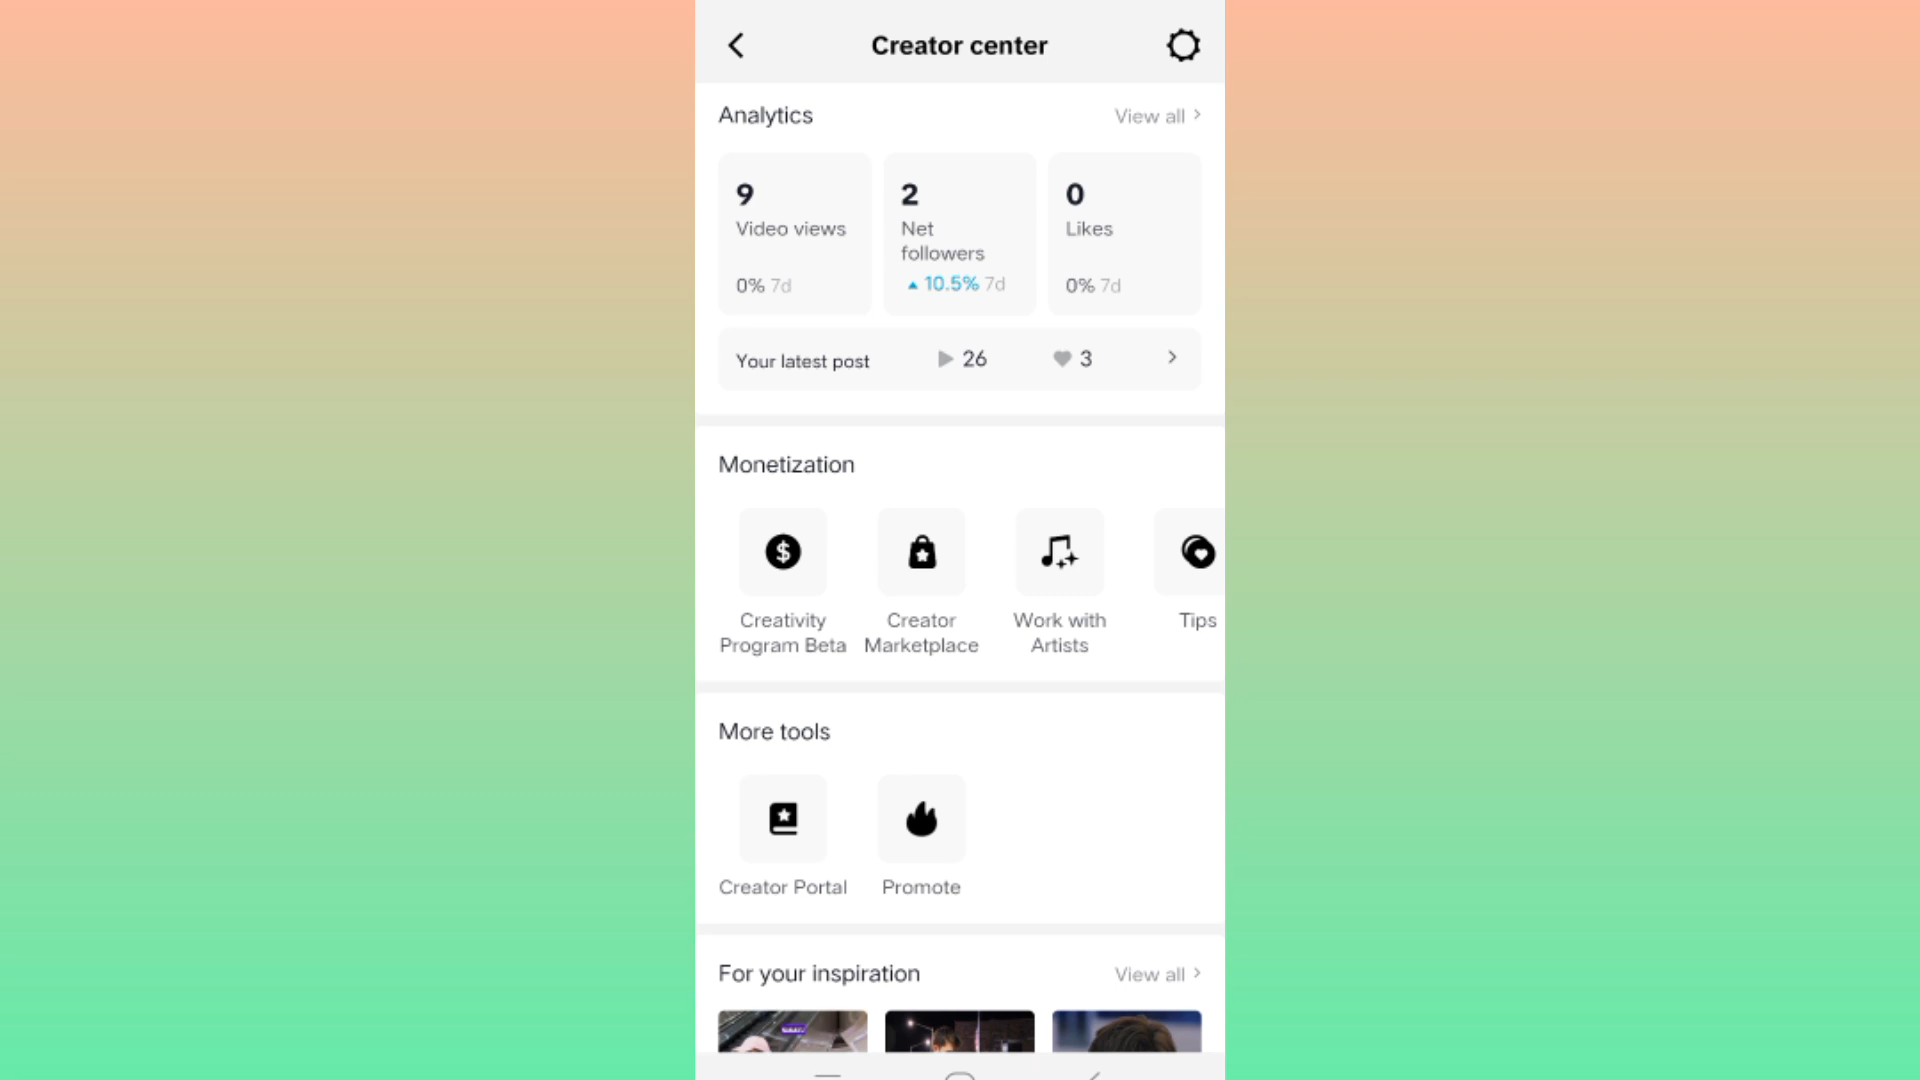 Creator center
Analytics
View all
9
Video views
0% 7d
2
Net
followers
10.5% 7d
0
Likes
0% 7d
Your latest post
26
3
Monetization
Creativity
Program Beta
Creator
Marketplace
Work with
Artists
Tips
More tools
Creator Portal
Promote
For your inspiration
View all